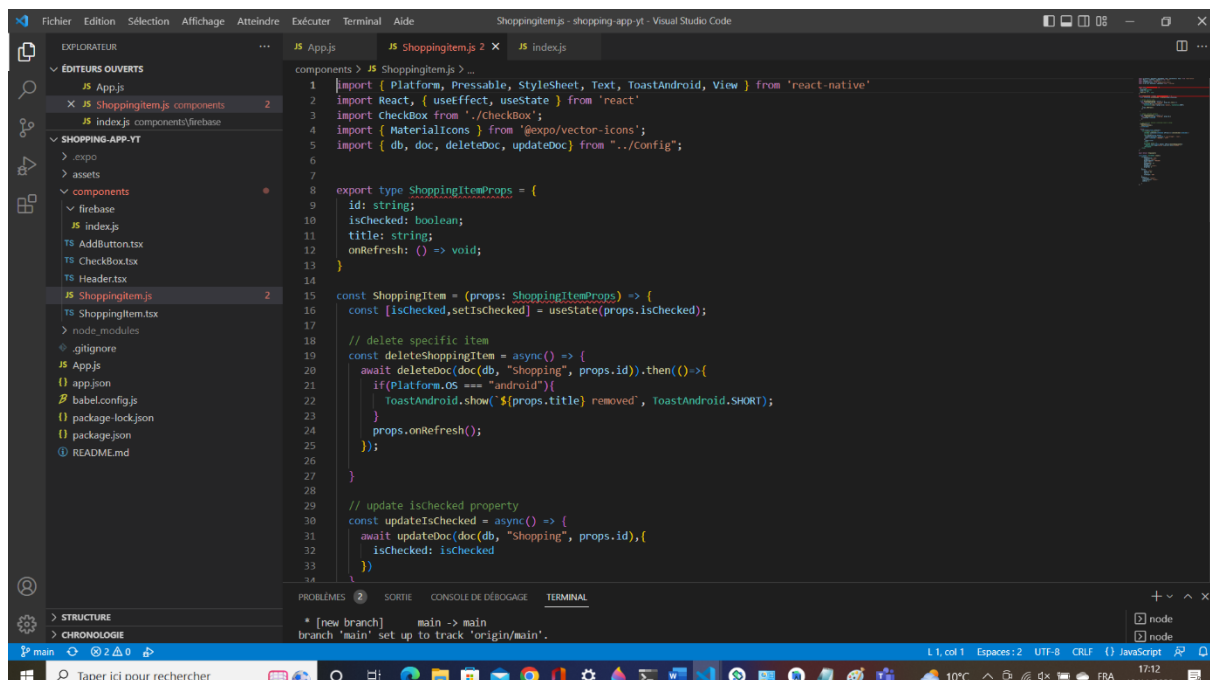 Fichier Edition Sélection Affichage Atteindre Exécuter Terminal Aide Shoppingitem.js - shopping-app-yt - Visual Studio Code
EXPLORATEUR
ÉDITEURS OUVERTS
JS App.js
JS Shoppingitem.js components 2
JS index.js components\firebase
SHOPPING-APP-YT
.expo
assets
components
firebase
JS index.js
TS AddButton.tsx
TS CheckBox.tsx
TS Header.tsx
JS Shoppingitem.js 2
TS ShoppingItem.tsx
node_modules
.gitignore
JS App.js
{} app.json
babel.config.js
{} package-lock.json
{} package.json
README.md
STRUCTURE
CHRONOLOGIE
JS App.js JS Shoppingitem.js 2 JS index.js
components > JS Shoppingitem.js > ...
1 import { Platform, Pressable, StyleSheet, Text, ToastAndroid, View } from 'react-native'
2 import React, { useEffect, useState } from 'react'
3 import CheckBox from './CheckBox';
4 import { MaterialIcons } from '@expo/vector-icons';
5 import { db, doc, deleteDoc, updateDoc} from "../Config";
6
7
8 export type ShoppingItemProps = {
9 id: string;
10 isChecked: boolean;
11 title: string;
12 onRefresh: () => void;
13 }
14
15 const ShoppingItem = (props: ShoppingItemProps) => {
16 const [isChecked,setIsChecked] = useState(props.isChecked);
17
18 // delete specific item
19 const deleteShoppingItem = async() => {
20 await deleteDoc(doc(db, "Shopping", props.id)).then(()=>{
21 if(Platform.OS === "android"){
22 ToastAndroid.show(`${props.title} removed`, ToastAndroid.SHORT);
23 }
24 props.onRefresh();
25 });
26
27 }
28
29 // update isChecked property
30 const updateIsChecked = async() => {
31 await updateDoc(doc(db, "Shopping", props.id),{
32 isChecked: isChecked
33 })
34 }
PROBLÈMES 2 SORTIE CONSOLE DE DÉBOGAGE TERMINAL
* [new branch] main -> main
branch 'main' set up to track 'origin/main'.
node
node
main 2 0 L 1, col 1 Espaces : 2 UTF-8 CRLF {} JavaScript
Taper ici pour rechercher 10°C FRA 17:12